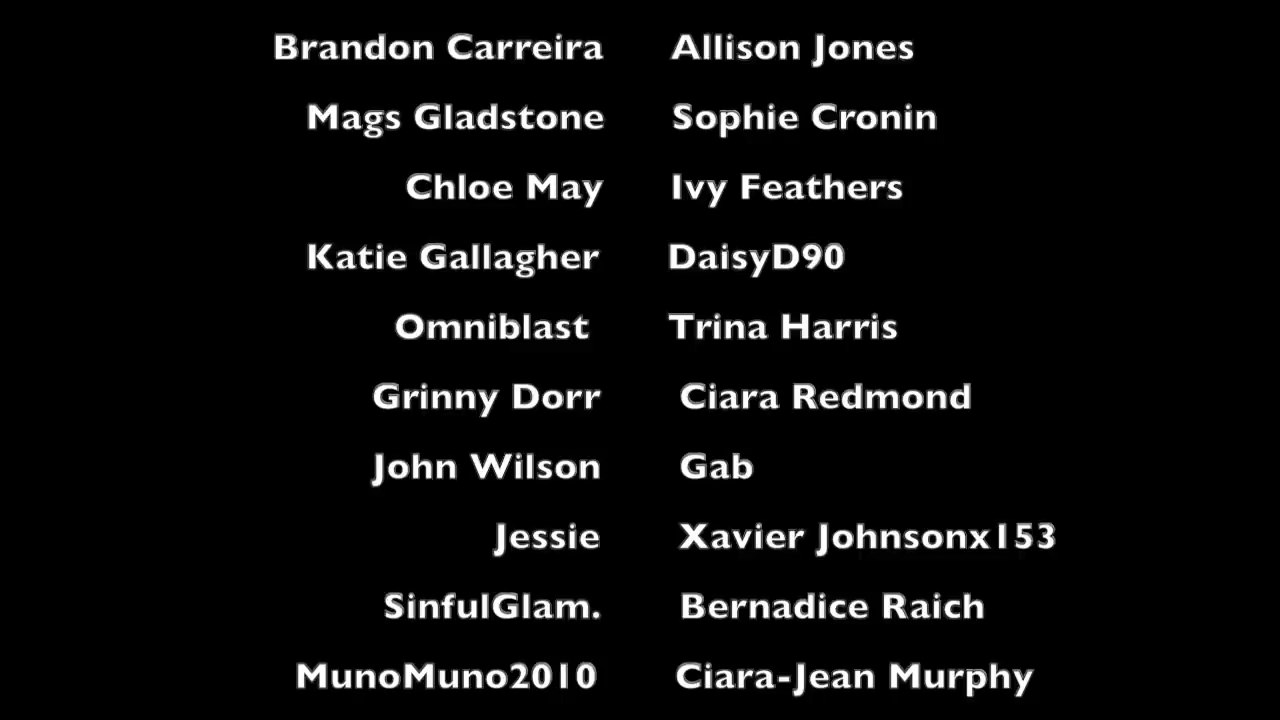 Brandon Carreira Allison Jones
Mags Gladstone Sophie Cronin
Chloe May Ivy Feathers
Katie Gallagher DaisyD90
Omniblast Trina Harris
Grinny Dorr Ciara Redmond
John Wilson Gab
Jessie Xavier Johnsonx153
SinfulGlam. Bernadice Raich
MunoMuno2010 Ciara-Jean Murphy